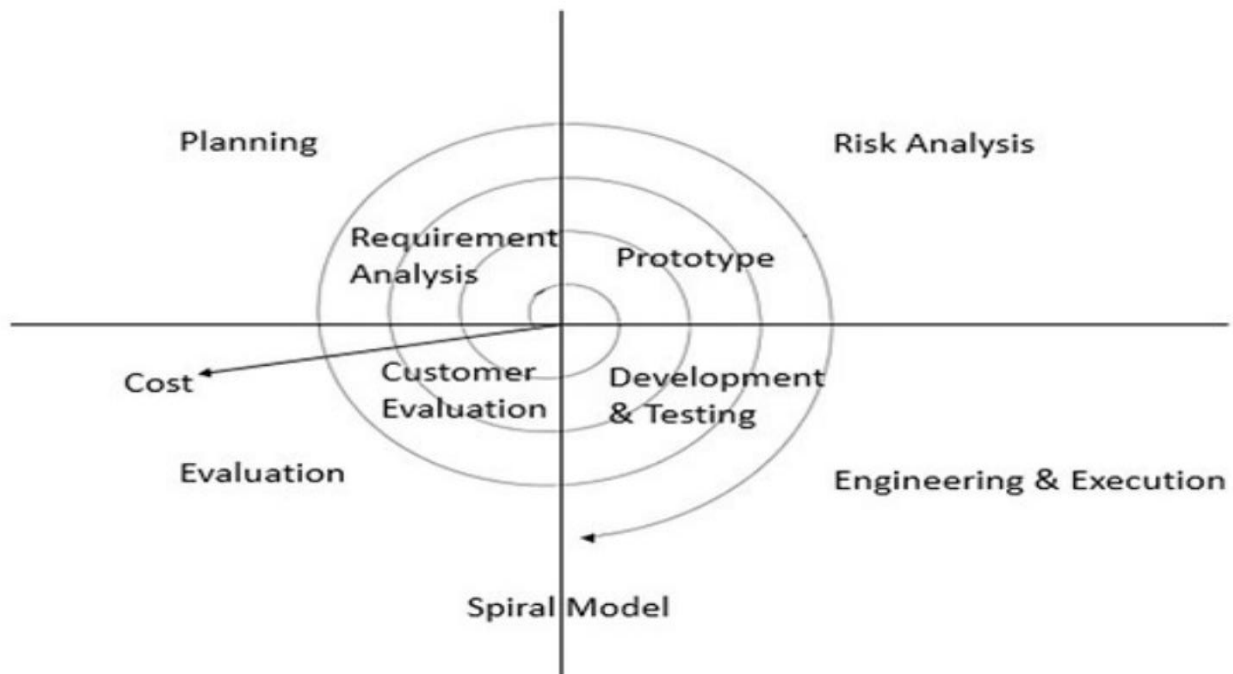 Planning
Risk Analysis
Requirement
Analysis
Prototype
Cost
Customer
Evaluation
Development
& Testing
Evaluation
Engineering & Execution
Spiral Model